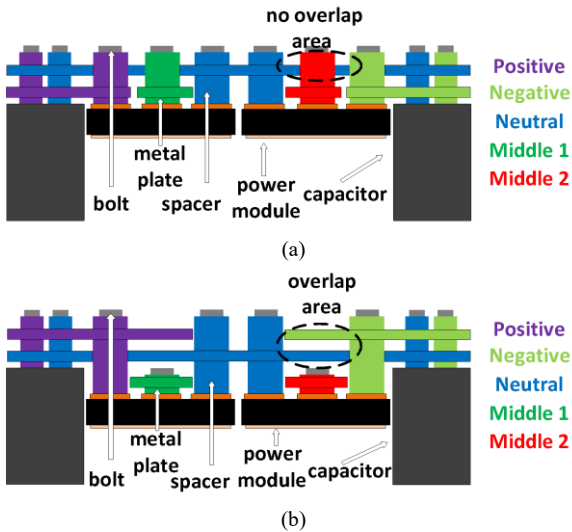 no overlap
area
Positive
Negative
Neutral
Middle 1
Middle 2
metal
plate
bolt
spacer
power
module
capacitor
(a)
overlap
area
Positive
Negative
Neutral
Middle 1
Middle 2
metal
plate
bolt
spacer
power
module
capacitor
(b)